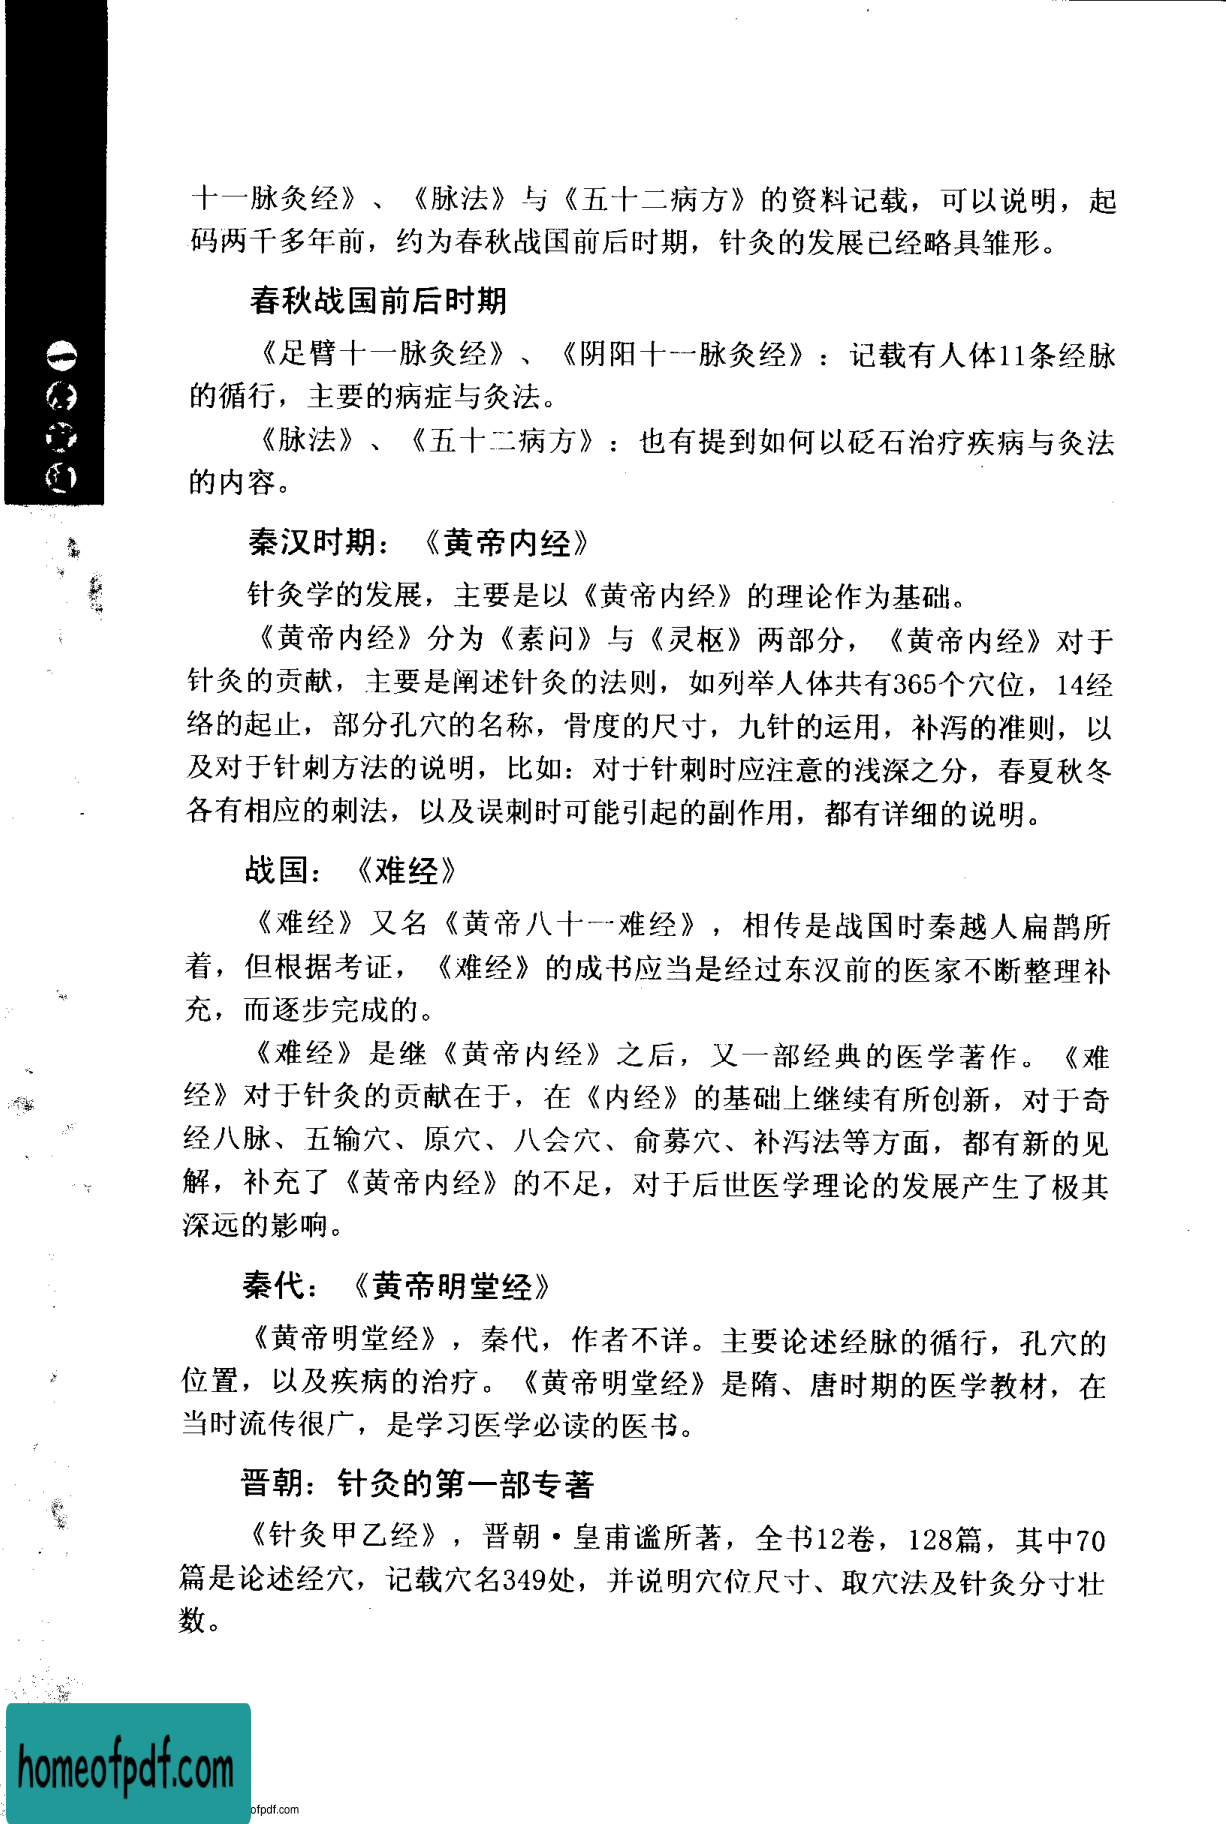 十一脉灸经》、《脉法》与《五十二病方》的资料记载，可以说明，起
码两千多年前，约为春秋战国前后时期，针灸的发展已经略具雏形。
春秋战国前后时期
《足臂十一脉灸经》、《阴阳十一脉灸经》：记载有人体11条经脉
的循行，主要的病症与灸法。
《脉法》、《五十二病方》：也有提到如何以砭石治疗疾病与灸法
的内容。
秦汉时期：《黄帝内经》
针灸学的发展，主要是以《黄帝内经》的理论作为基础。
《黄帝内经》分为《素问》与《灵枢》两部分，《黄帝内经》对于
针灸的贡献，主要是阐述针灸的法则，如列举人体共有365个穴位，14经
络的起止，部分孔穴的名称，骨度的尺寸，九针的运用，补泻的准则，以
及对于针刺方法的说明，比如：对于针刺时应注意的浅深之分，春夏秋冬
各有相应的刺法，以及误刺时可能引起的副作用，都有详细的说明。
战国：《难经》
《难经》又名《黄帝八十一难经》，相传是战国时秦越人扁鹊所
着，但根据考证，《难经》的成书应当是经过东汉前的医家不断整理补
充，而逐步完成的。
《难经》是继《黄帝内经》之后，又一部经典的医学著作。《难
经》对于针灸的贡献在于，在《内经》的基础上继续有所创新，对于奇
经八脉、五输穴、原穴、八会穴、俞募穴、补泻法等方面，都有新的见
解，补充了《黄帝内经》的不足，对于后世医学理论的发展产生了极其
深远的影响。
秦代：《黄帝明堂经》
《黄帝明堂经》，秦代，作者不详。主要论述经脉的循行，孔穴的
位置，以及疾病的治疗。《黄帝明堂经》是隋、唐时期的医学教材，在
当时流传很广，是学习医学必读的医书。
晋朝：针灸的第一部专著
《针灸甲乙经》，晋朝·皇甫谧所著，全书12卷，128篇，其中70
篇是论述经穴，记载穴名349处，并说明穴位尺寸、取穴法及针灸分寸壮
数。
homeofpdf.com
ofpdf.com